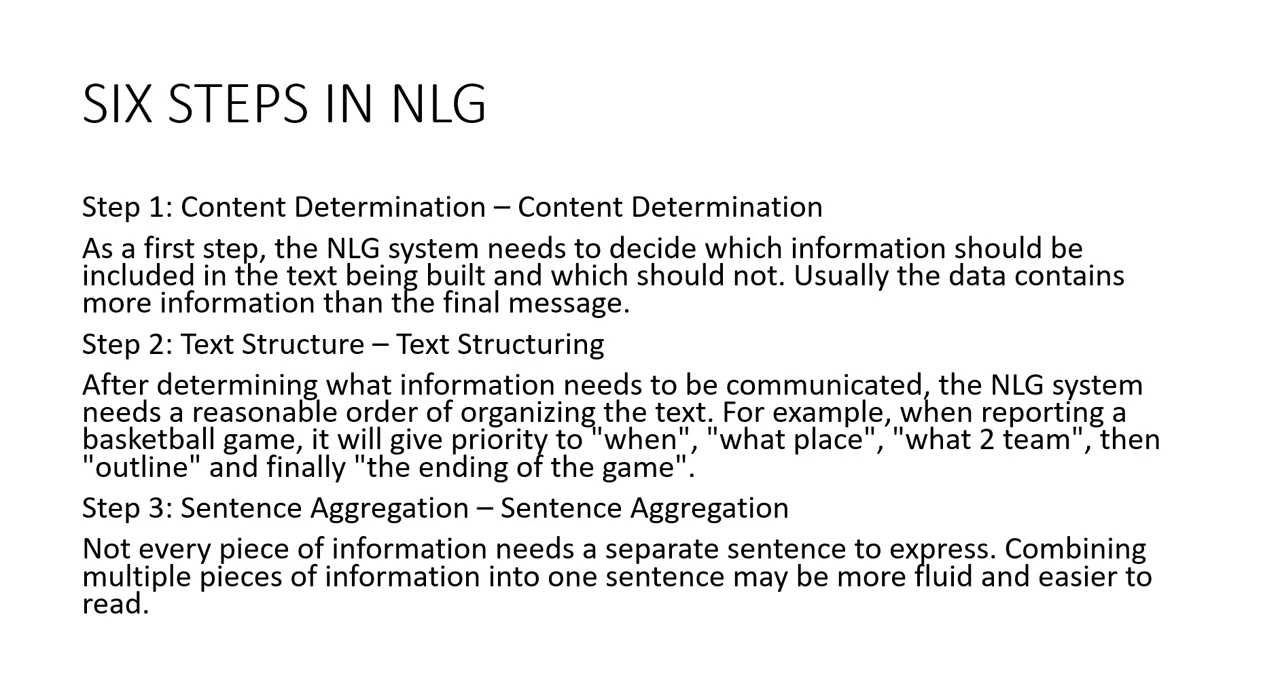 SIX STEPS IN NLG
Step 1: Content Determination – Content Determination
As a first step, the NLG system needs to decide which information should be
included in the text being built and which should not. Usually the data contains
more information than the final message.
Step 2: Text Structure – Text Structuring
After determining what information needs to be communicated, the NLG system
needs a reasonable order of organizing the text. For example, when reporting a
basketball game, it will give priority to "when", "what place", "what 2 team", then
"outline" and finally "the ending of the game".
Step 3: Sentence Aggregation – Sentence Aggregation
Not every piece of information needs a separate sentence to express. Combining
multiple pieces of information into one sentence may be more fluid and easier to
read.